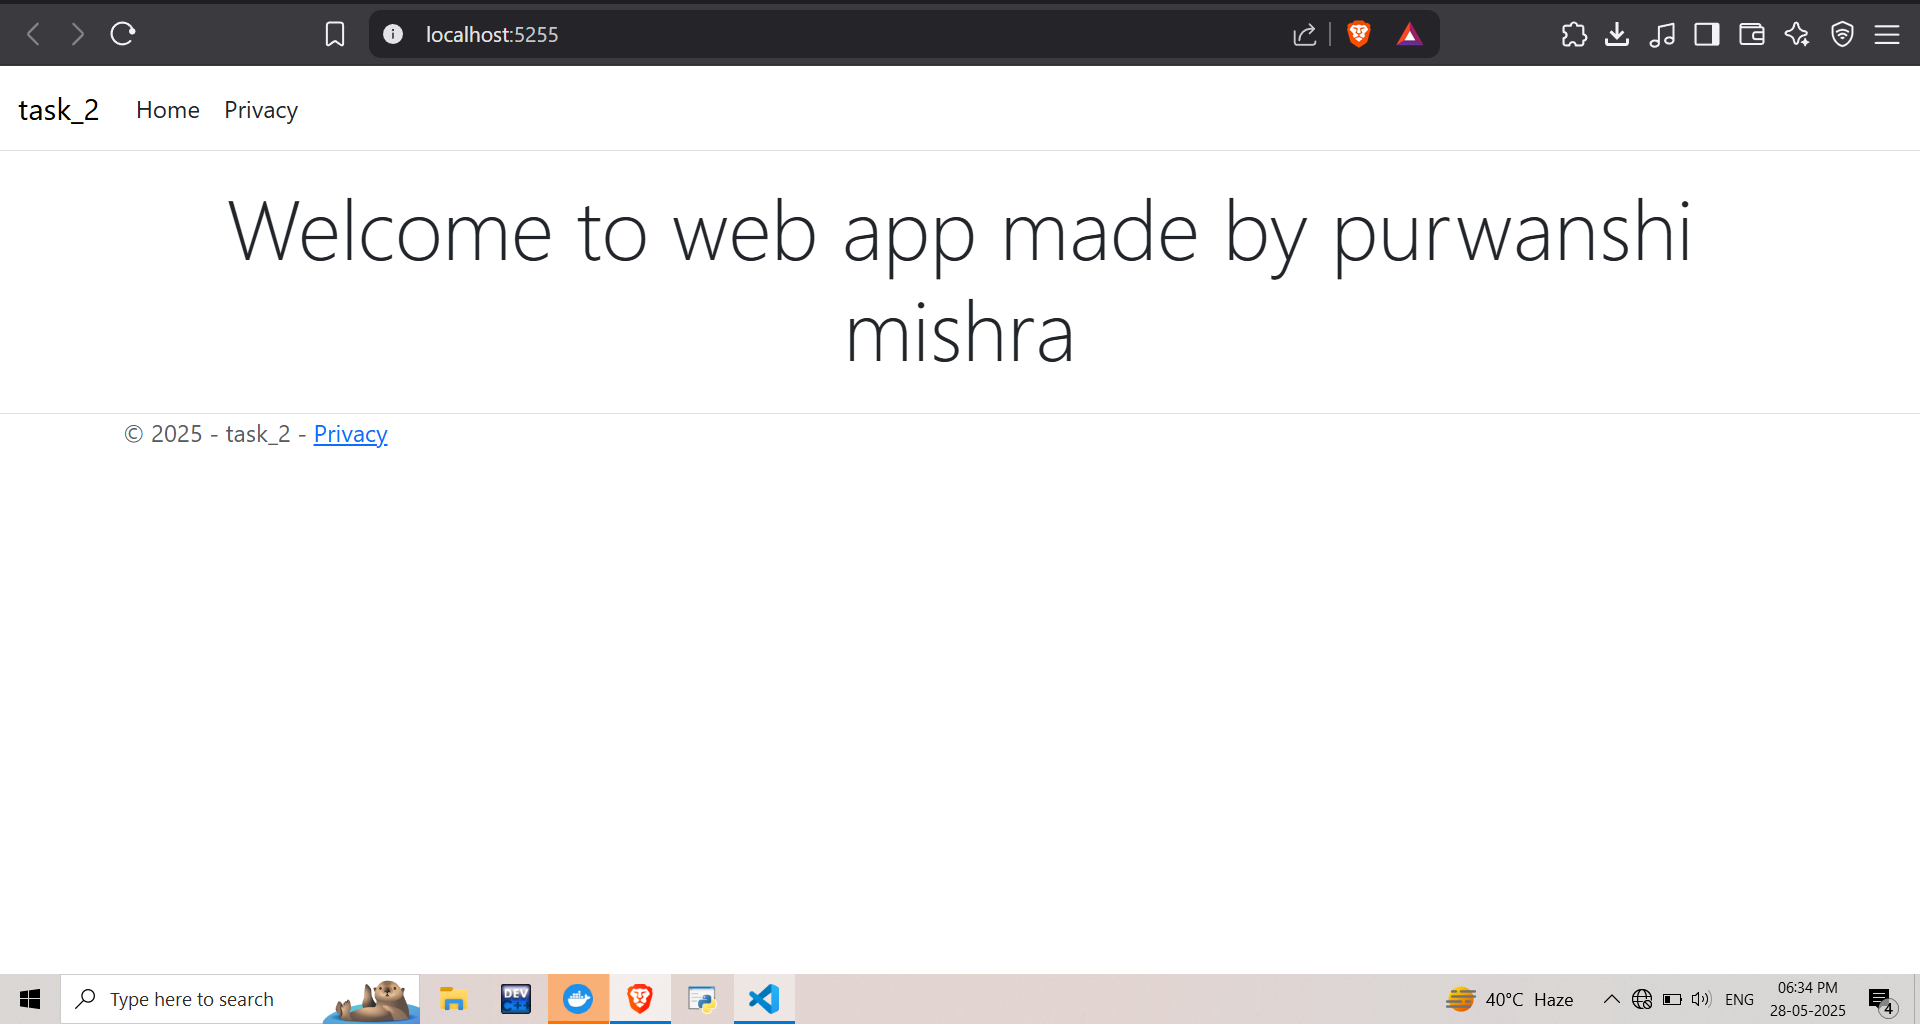 localhost:5255
task_2 Home Privacy
Welcome to web app made by purwanshi
mishra
© 2025 - task_2 - Privacy
Type here to search
DEV
C++
40°C Haze
ENG
06:34 PM
28-05-2025
4